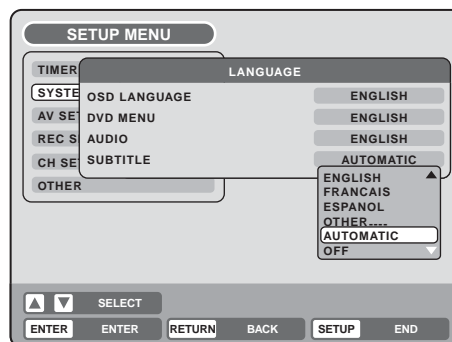 SETUP MENU
TIMER
LANGUAGE
SYSTE
OSD LANGUAGE ENGLISH
AV SET
DVD MENU ENGLISH
REC S
AUDIO ENGLISH
CH SET
SUBTITLE AUTOMATIC
OTHER
ENGLISH
FRANCAIS
ESPANOL
OTHER----
AUTOMATIC
OFF
SELECT
ENTER ENTER RETURN BACK SETUP END